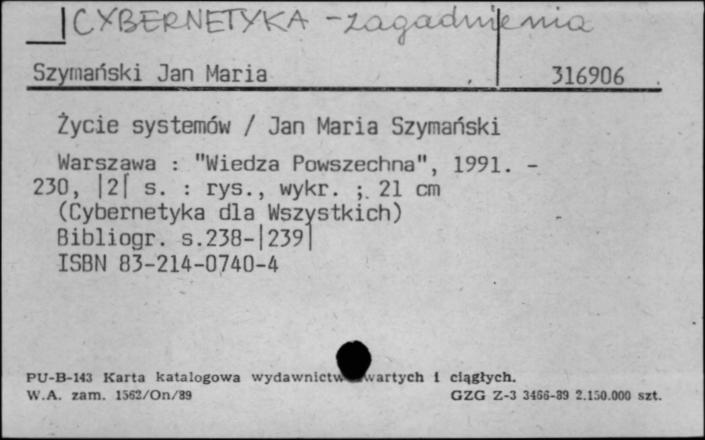 CYBERNETYKA - zagadnienia
Szymański Jan Maria 316906
Życie systemów / Jan Maria Szymański
Warszawa : "Wiedza Powszechna", 1991. -
230, |2| s. : rys., wykr. ; 21 cm
(Cybernetyka dla Wszystkich)
Bibliogr. s.238-|239|
ISBN 83-214-0740-4
PU-B-143 Karta katalogowa wydawnictw wartych i ciągłych.
W.A. zam. 1562/On/89 GZG Z-3 3466-89 2.150.000 szt.